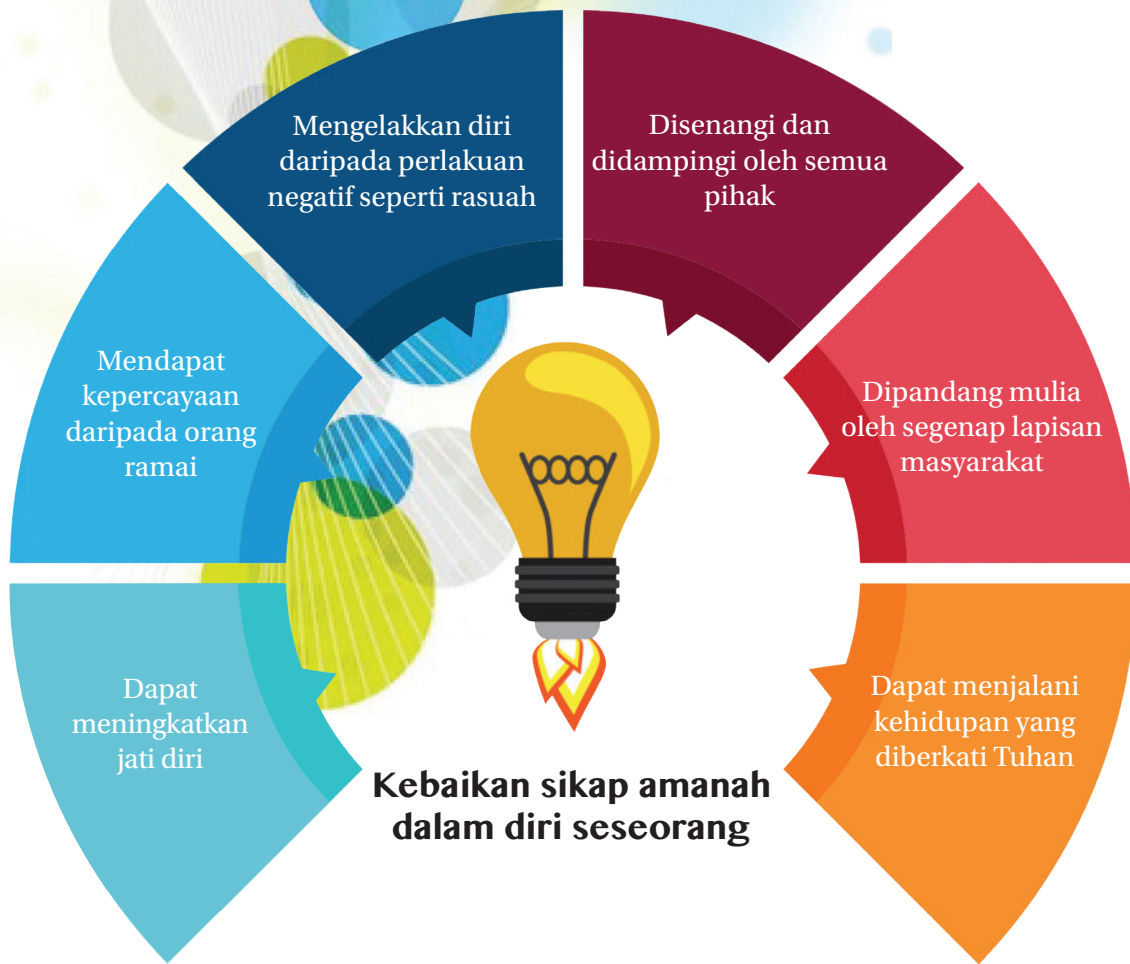 Mengelakkan diri
daripada perlakuan
negatif seperti rasuah
Disenangi dan
didampingi oleh semua
pihak
Mendapat
kepercayaan
daripada orang
ramai
Dipandang mulia
oleh segenap lapisan
masyarakat
Dapat
meningkatkan
jati diri
Dapat menjalani
kehidupan yang
diberkati Tuhan
Kebaikan sikap amanah
dalam diri seseorang